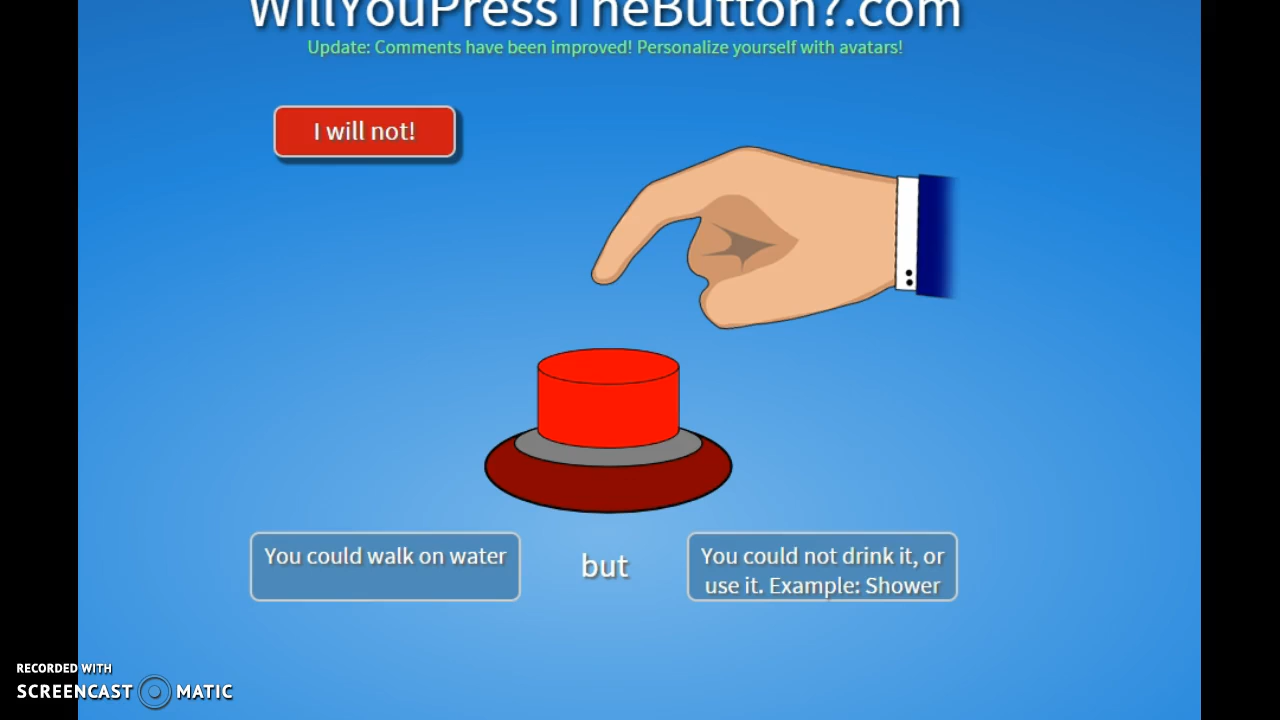 WillYouPressTheButton?.com
Update: Comments have been improved! Personalize yourself with avatars!
I will not!
You could walk on water
but
You could not drink it, or
use it. Example: Shower
RECORDED WITH
SCREENCAST MATIC